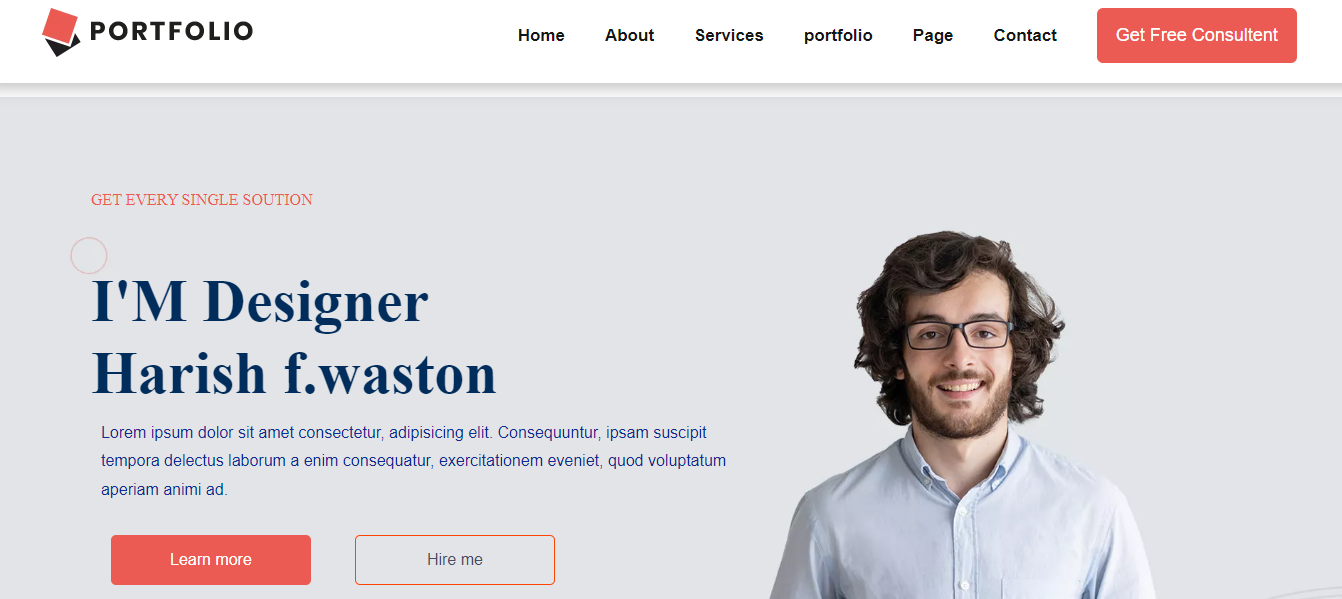 PORTFOLIO
Home About Services portfolio Page Contact Get Free Consultent
GET EVERY SINGLE SOUTION
I'M Designer
Harish f.waston
Lorem ipsum dolor sit amet consectetur, adipisicing elit. Consequuntur, ipsam suscipit
tempora delectus laborum a enim consequatur, exercitationem eveniet, quod voluptatum
aperiam animi ad.
Learn more Hire me